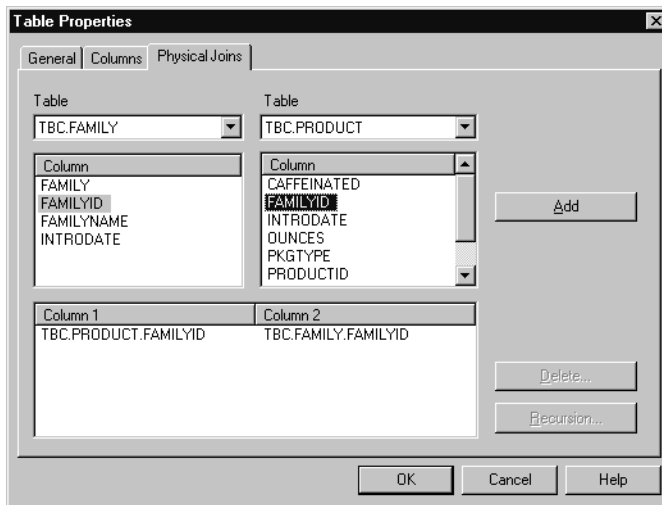 Table Properties
General Columns Physical Joins
Table Table
TBC.FAMILY TBC.PRODUCT
Column Column
FAMILY CAFFEINATED
FAMILYID FAMILYID
FAMILYNAME INTRODATE
INTRODATE OUNCES
PKGTYPE
PRODUCTID
Add
Column 1 Column 2
TBC.PRODUCT.FAMILYID TBC.FAMILY.FAMILYID
Delete...
Recursion...
OK Cancel Help